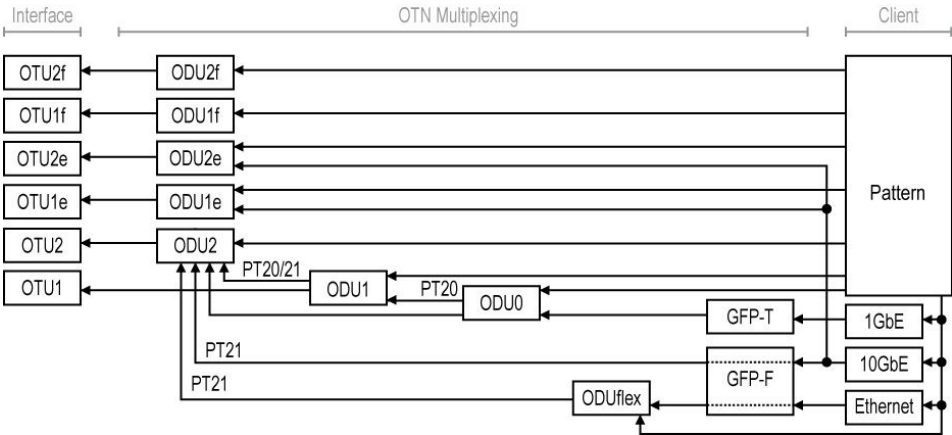 Interface OTN Multiplexing Client
OTU2f ODU2f
OTU1f ODU1f
OTU2e ODU2e
OTU1e ODU1e
Pattern
OTU2 ODU2
PT20/21
OTU1 ODU1 PT20 ODU0
GFP-T 1GbE
PT21 10GbE
GFP-F
PT21 ODUflex Ethernet